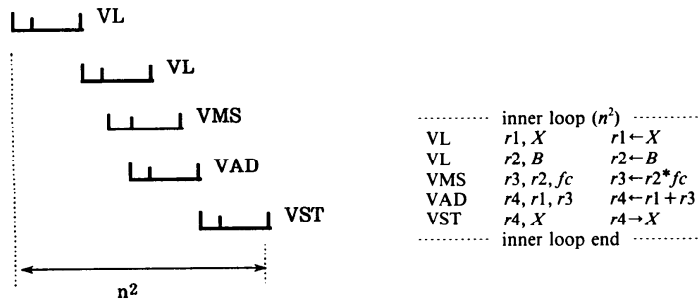 VL
VL
VMS
VAD
VST
n²
inner loop (n²)
VL r1, X r1←X
VL r2, B r2←B
VMS r3, r2, fc r3←r2*fc
VAD r4, r1, r3 r4←r1+r3
VST r4, X r4→X
inner loop end